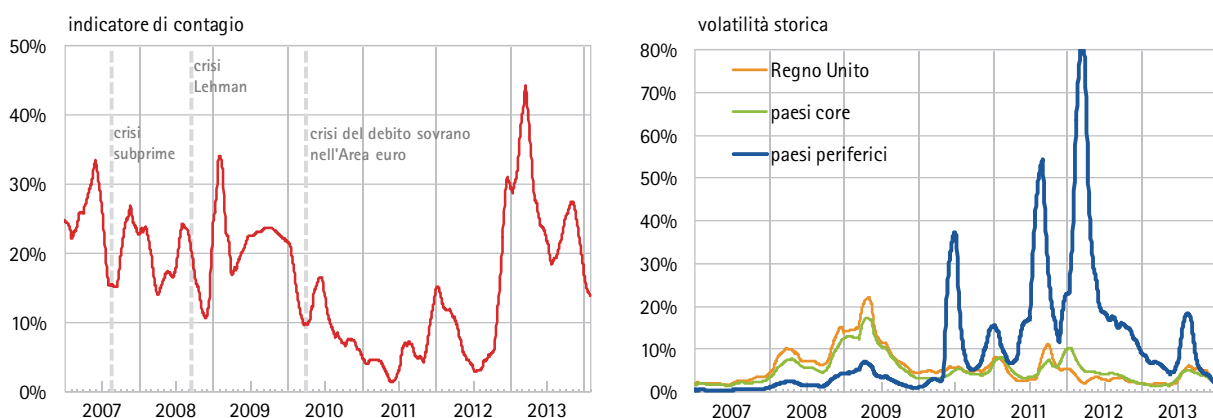 indicatore di contagio
50%
40%
30%
20%
10%
0%
crisi
subprime
crisi
Lehman
crisi del debito sovrano
nell'Area euro
2007 2008 2009 2010 2011 2012 2013
volatilità storica
80%
70%
60%
50%
40%
30%
20%
10%
0%
Regno Unito
paesi core
paesi periferici
2007 2008 2009 2010 2011 2012 2013